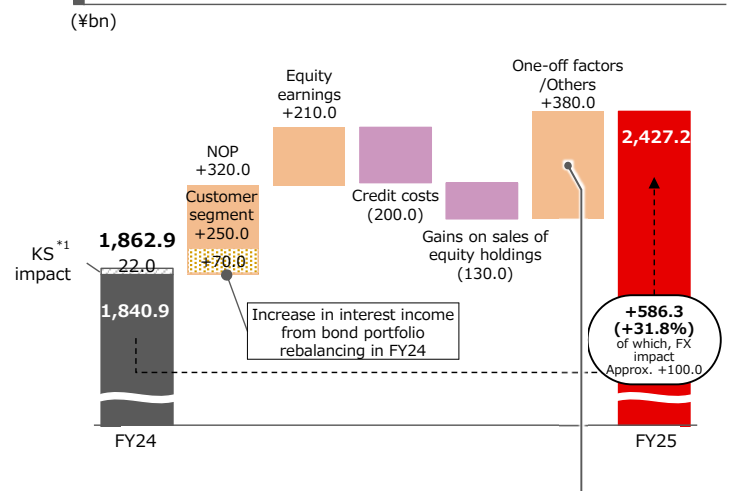 (¥bn)
One-off factors
/Others
+380.0
Equity
earnings
+210.0
2,427.2
NOP
+320.0
Customer
segment
+250.0
Credit costs
(200.0)
1,862.9
Gains on sales of
equity holdings
(130.0)
KS*1
impact
22.0
+70.0
1,840.9
Increase in interest income
from bond portfolio
rebalancing in FY24
+586.3
(+31.8%)
of which, FX
impact
Approx. +100.0
FY24
FY25